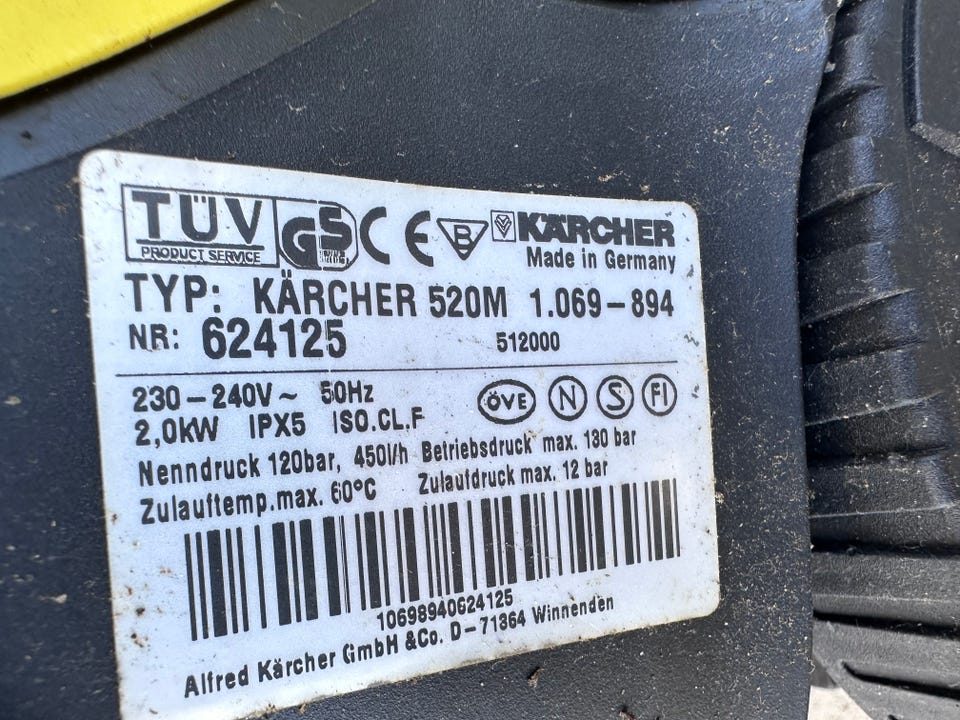 TÜV
PRODUCT SERVICE
GS CE B KÄRCHER
Made in Germany
TYP: KÄRCHER 520M 1.069-894
NR: 624125 512000
230-240V~ 50Hz
2,0kW IPX5 ISO.CL.F
ÖVE N S FI
Nenndruck 120bar, 450l/h Betriebsdruck max. 130 bar
Zulauftemp.max. 60°C Zulaufdruck max. 12 bar
10698940624125
Alfred Kärcher GmbH &Co. D-71364 Winnenden